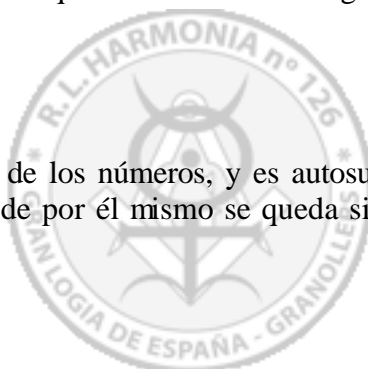 R. L. HARMONIA nº 126
de los números, y es
de por él mismo se queda
GRAN LOGIA DE ESPAÑA - GRANOLLERS